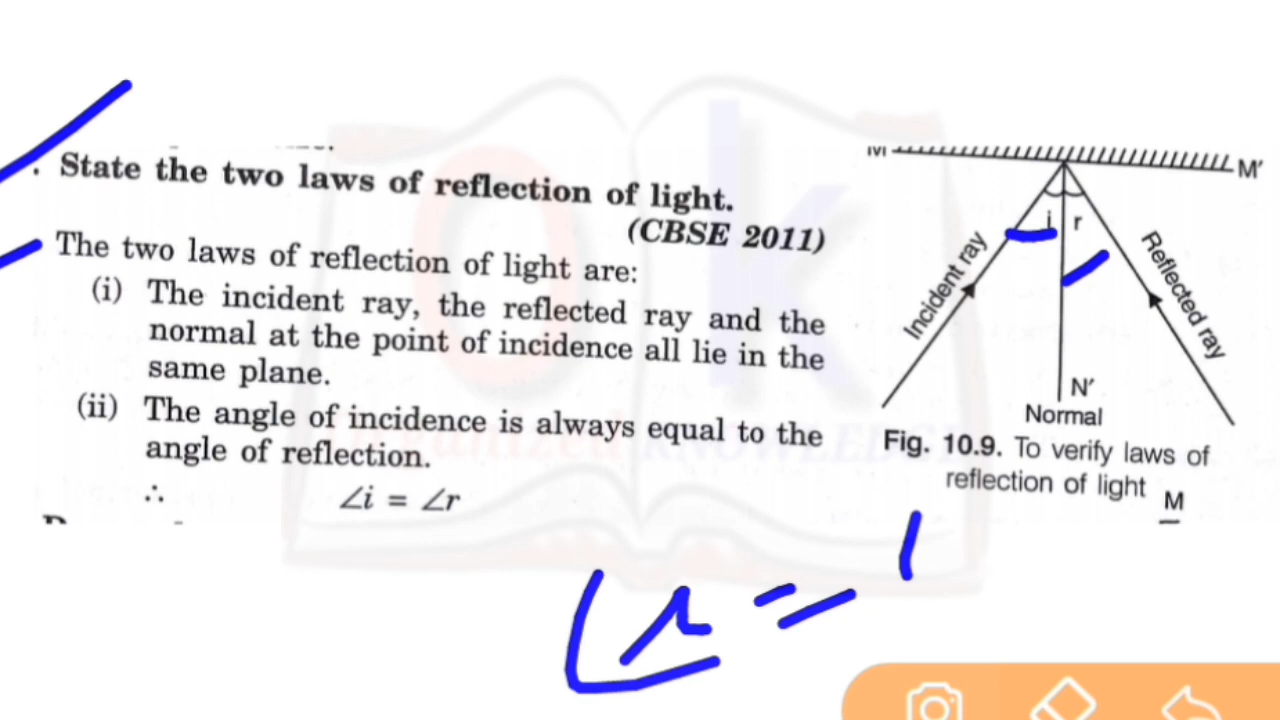 . State the two laws of reflection of light.
(CBSE 2011)
The two laws of reflection of light are:
(i) The incident ray, the reflected ray and the
normal at the point of incidence all lie in the
same plane.
(ii) The angle of incidence is always equal to the
angle of reflection.
∴ ∠i = ∠r
M M′
i r
Incident ray
Reflected ray
N′
Normal
Fig. 10.9. To verify laws of
reflection of light
M
KNOWLEDGE